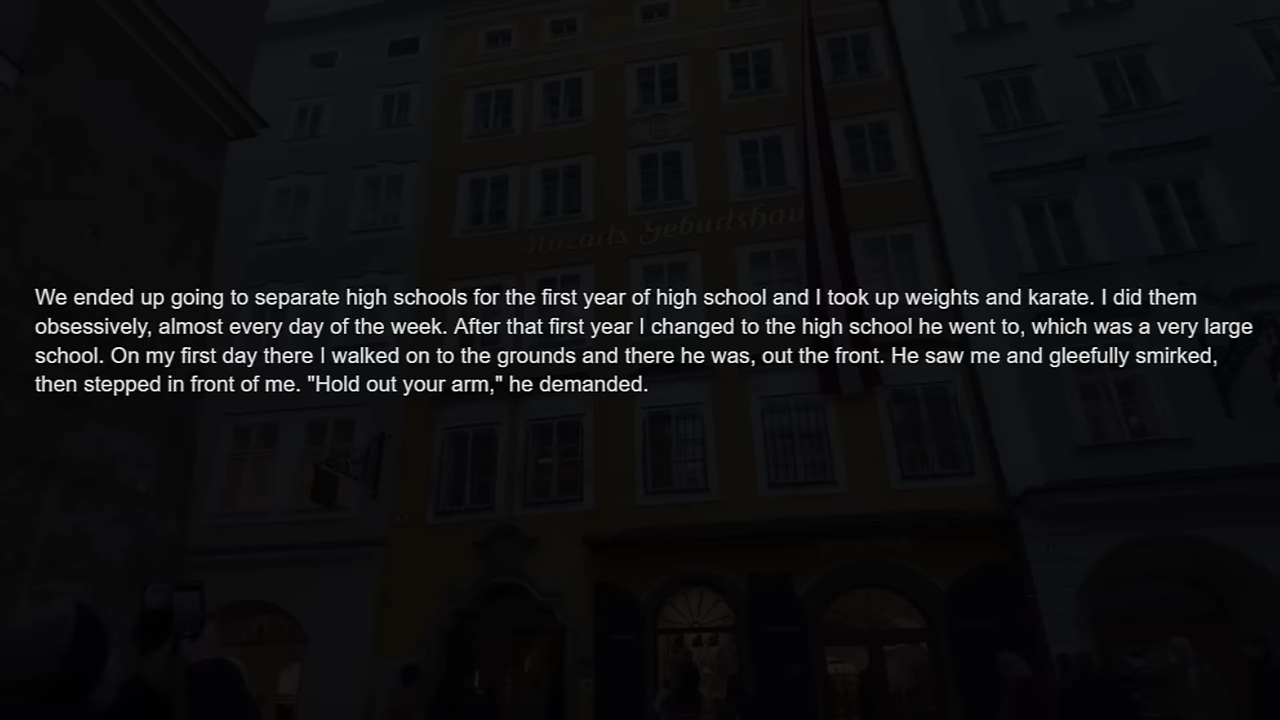 Mozarts Geburtshau
We ended up going to separate high schools for the first year of high school and I took up weights and karate. I did them
obsessively, almost every day of the week. After that first year I changed to the high school he went to, which was a very large
school. On my first day there I walked on to the grounds and there he was, out the front. He saw me and gleefully smirked,
then stepped in front of me. "Hold out your arm," he demanded.